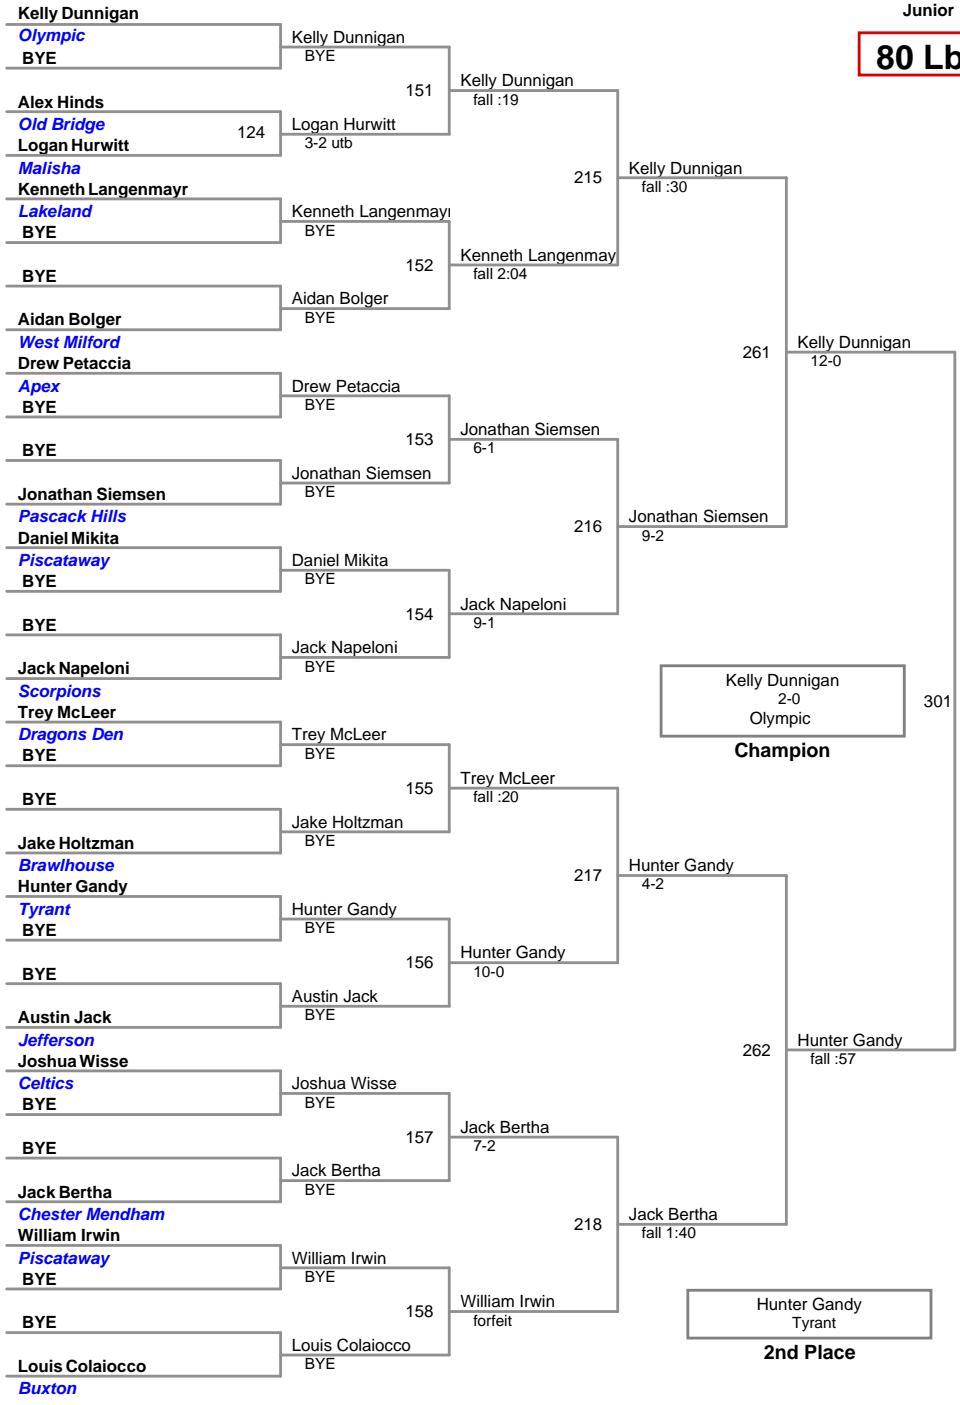 Junior
80 Lb
Kelly Dunnigan
Olympic
BYE
Alex Hinds
Old Bridge
124
Logan Hurwitt
Malisha
Kenneth Langenmayr
Lakeland
BYE
BYE
Aidan Bolger
West Milford
Drew Petaccia
Apex
BYE
BYE
Jonathan Siemsen
Pascack Hills
Daniel Mikita
Piscataway
BYE
BYE
Jack Napeloni
Scorpions
Trey McLeer
Dragons Den
BYE
BYE
Jake Holtzman
Brawlhouse
Hunter Gandy
Tyrant
BYE
BYE
Austin Jack
Jefferson
Joshua Wisse
Celtics
BYE
BYE
Jack Bertha
Chester Mendham
William Irwin
Piscataway
BYE
BYE
Louis Colaiocco
Buxton
Kelly Dunnigan
BYE
151
Logan Hurwitt
3-2 utb
Kenneth Langenmayr
BYE
152
Aidan Bolger
BYE
Drew Petaccia
BYE
153
Jonathan Siemsen
BYE
Daniel Mikita
BYE
154
Jack Napeloni
BYE
Trey McLeer
BYE
155
Jake Holtzman
BYE
Hunter Gandy
BYE
156
Austin Jack
BYE
Joshua Wisse
BYE
157
Jack Bertha
BYE
William Irwin
BYE
158
Louis Colaiocco
BYE
Kelly Dunnigan
fall :19
215
Kenneth Langenmay
fall 2:04
Jonathan Siemsen
6-1
216
Jack Napeloni
9-1
Trey McLeer
fall :20
217
Hunter Gandy
10-0
Jack Bertha
7-2
218
William Irwin
forfeit
Kelly Dunnigan
fall :30
261
Jonathan Siemsen
9-2
Hunter Gandy
4-2
262
Jack Bertha
fall 1:40
Kelly Dunnigan
12-0
301
Hunter Gandy
fall :57
Kelly Dunnigan
2-0
Olympic
Champion
Hunter Gandy
Tyrant
2nd Place